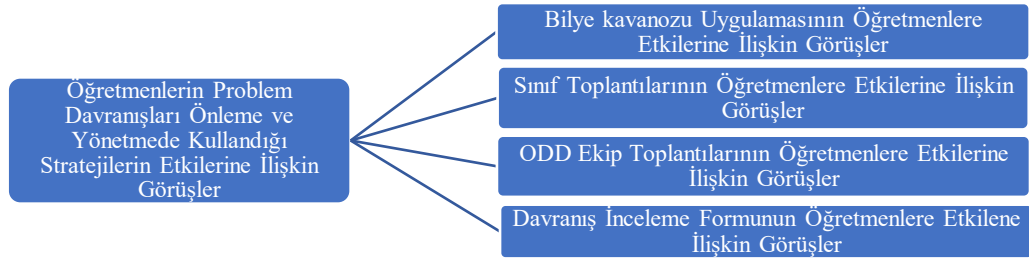 Öğretmenlerin Problem
Davranışları Önleme ve
Yönetmede Kullandığı
Stratejilerin Etkilerine İlişkin
Görüşler
Bilye kavanozu Uygulamasının Öğretmenlere
Etkilerine İlişkin Görüşler
Sınıf Toplantılarının Öğretmenlere Etkilerine İlişkin
Görüşler
ODD Ekip Toplantılarının Öğretmenlere Etkilerine
İlişkin Görüşler
Davranış İnceleme Formunun Öğretmenlere Etkilene
İlişkin Görüşler